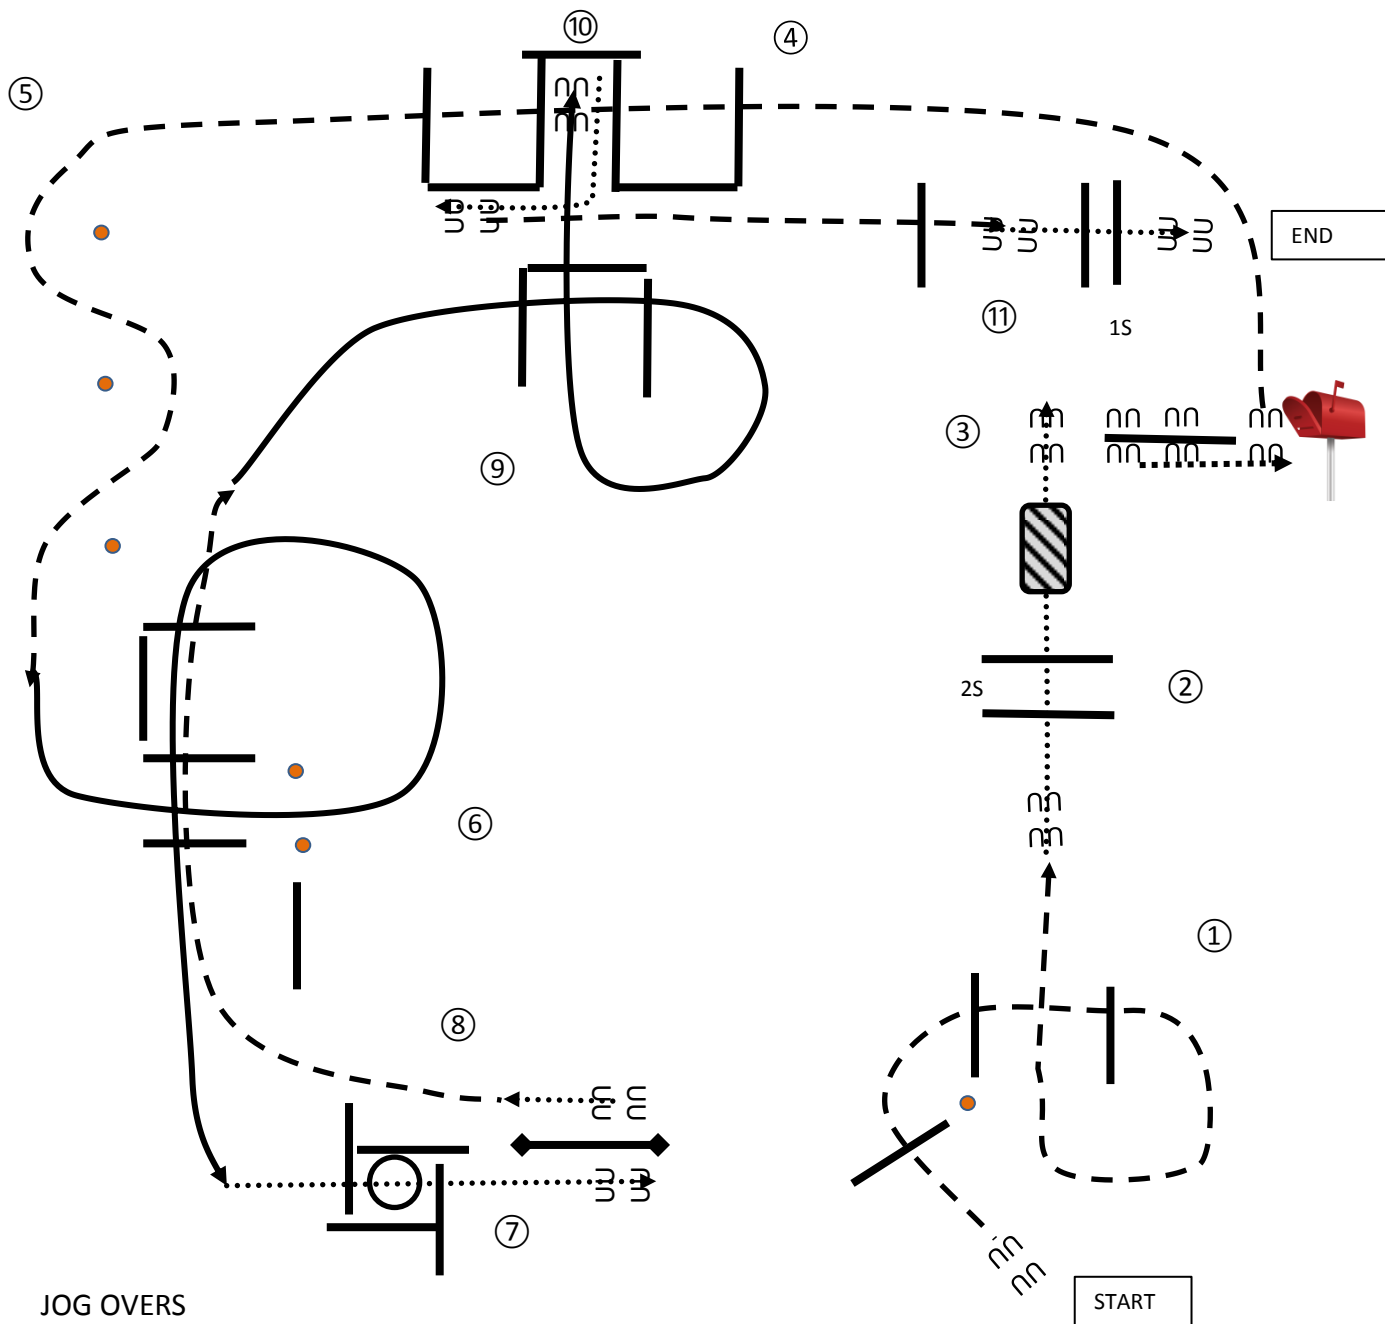 ⑩
④
⑤
END
⑪
1S
③
⑨
2S
②
⑥
①
⑧
⑦
START
JOG OVERS